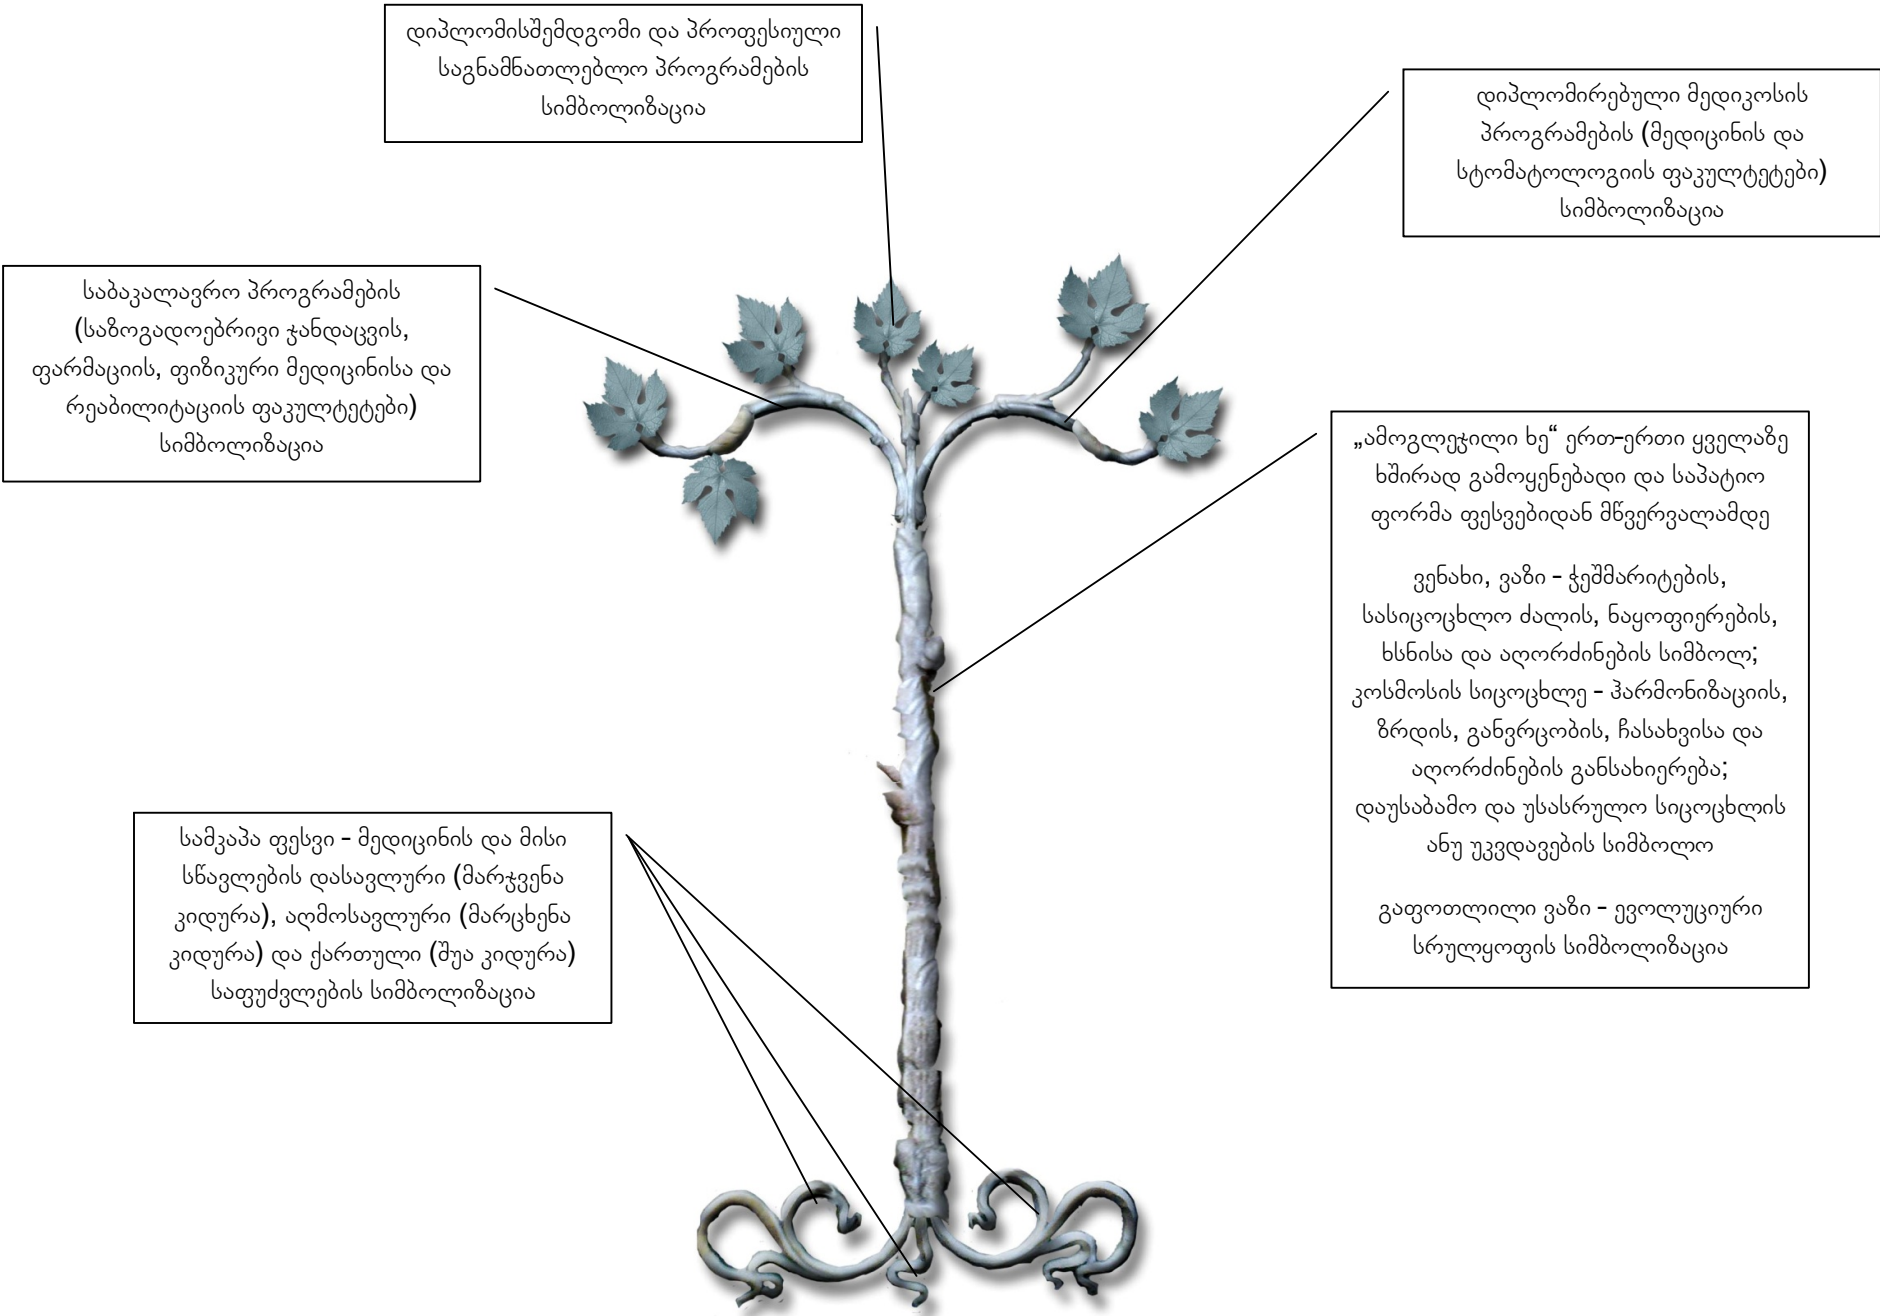 დიპლომისშემდგომი და პროფესიული
საგნამნათლებლო პროგრამების
სიმბოლიზაცია
დიპლომირებული მედიკოსის
პროგრამების (მედიცინის და
სტომატოლოგიის ფაკულტეტები)
სიმბოლიზაცია
საბაკალავრო პროგრამების
(საზოგადოებრივი ჯანდაცვის,
ფარმაციის, ფიზიკური მედიცინისა და
რეაბილიტაციის ფაკულტეტები)
სიმბოლიზაცია
„ამოგლეჯილი ხე“ ერთ-ერთი ყველაზე
ხშირად გამოყენებადი და საპატიო
ფორმა ფესვებიდან მწვერვალამდე
ვენახი, ვაზი - ჭეშმარიტების,
სასიცოცხლო ძალის, ნაყოფიერების,
ხსნისა და აღორძინების სიმბოლ;
კოსმოსის სიცოცხლე - ჰარმონიზაციის,
ზრდის, განვრცობის, ჩასახვისა და
აღორძინების განსახიერება;
დაუსაბამო და უსასრულო სიცოცხლის
ანუ უკვდავების სიმბოლო
გაფოთლილი ვაზი - ევოლუციური
სრულყოფის სიმბოლიზაცია
სამკაპა ფესვი - მედიცინის და მისი
სწავლების დასავლური (მარჯვენა
კიდურა), აღმოსავლური (მარცხენა
კიდურა) და ქართული (შუა კიდურა)
საფუძვლების სიმბოლიზაცია